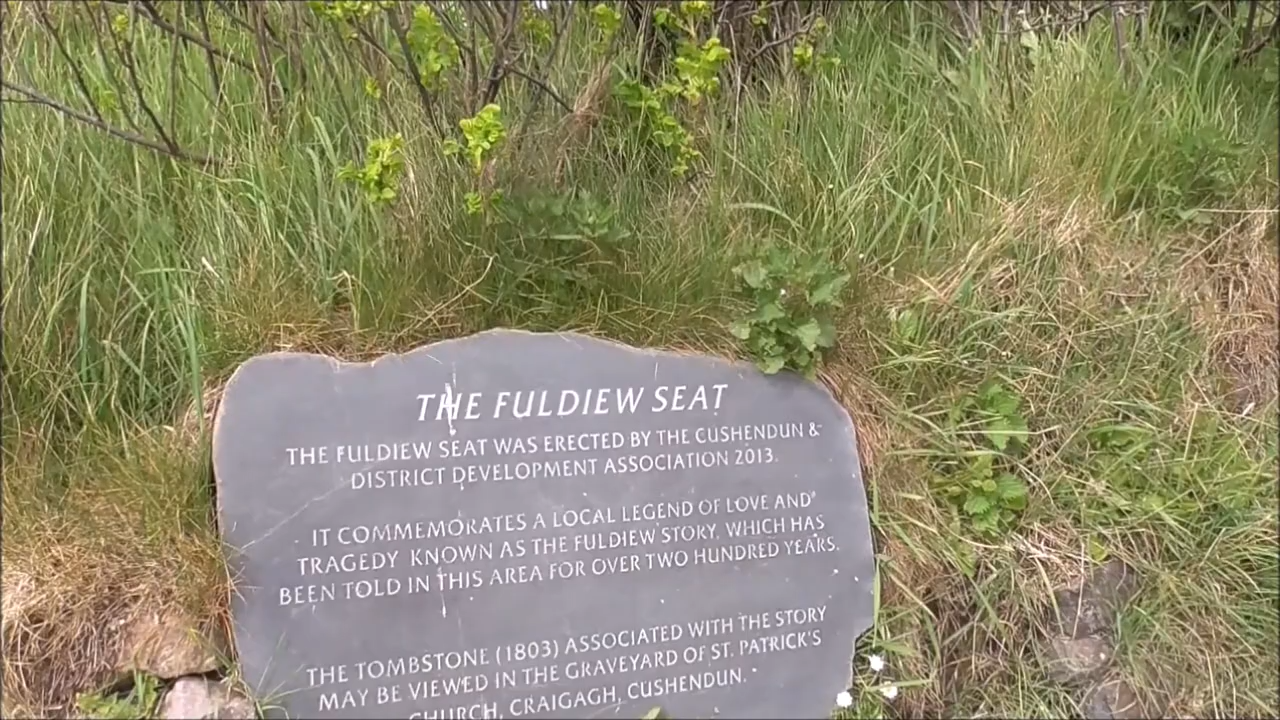 THE FULDIEW SEAT
THE FULDIEW SEAT WAS ERECTED BY THE CUSHENDUN &
DISTRICT DEVELOPMENT ASSOCIATION 2013.
IT COMMEMORATES A LOCAL LEGEND OF LOVE AND
TRAGEDY KNOWN AS THE FULDIEW STORY, WHICH HAS
BEEN TOLD IN THIS AREA FOR OVER TWO HUNDRED YEARS.
THE TOMBSTONE (1803) ASSOCIATED WITH THE STORY
MAY BE VIEWED IN THE GRAVEYARD OF ST. PATRICK'S
CHURCH, CRAIGAGH, CUSHENDUN.